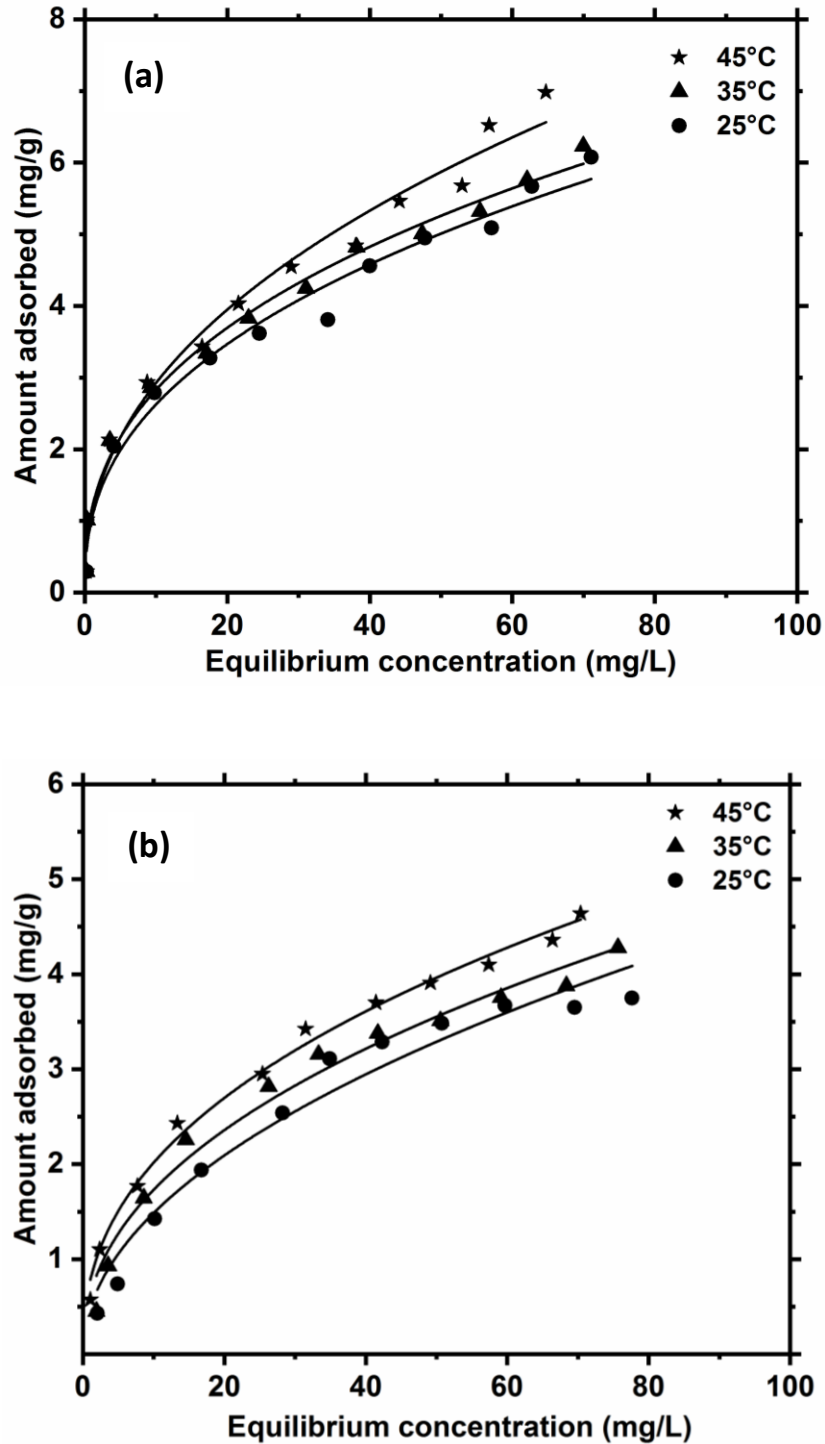 8
(a)
★ 45°C
▲ 35°C
● 25°C
6
4
2
0
Amount adsorbed (mg/g)
0 20 40 60 80 100
Equilibrium concentration (mg/L)
6
(b)
★ 45°C
▲ 35°C
● 25°C
5
4
3
2
1
Amount adsorbed (mg/g)
0 20 40 60 80 100
Equilibrium concentration (mg/L)